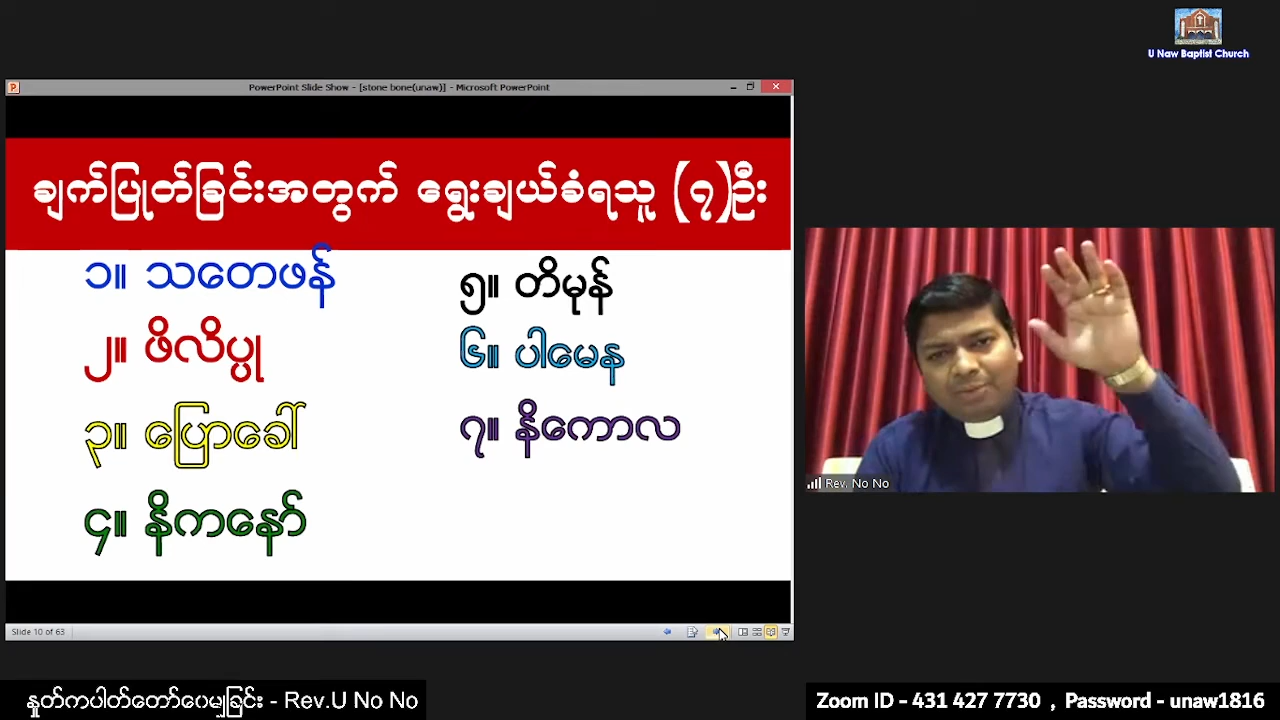 U Naw Baptist Church
PowerPoint Slide Show - [stone bone(unaw)] - Microsoft PowerPoint
ချက်ပြုတ်ခြင်းအတွက် ရွေးချယ်ခံရသူ (၇)ဦး
၁။ သတေဖန်
၂။ ဖိလိပ္ပု
၃။ ပြောခေါ်
၄။ နိကနော်
၅။ တိမုန်
၆။ ပါမေန
၇။ နိကောလ
Rev. No No
Slide 10 of 63
နှုတ်ကပါတ်တော်ဝေမျှခြင်း - Rev.U No No
Zoom ID - 431 427 7730 , Password - unaw1816